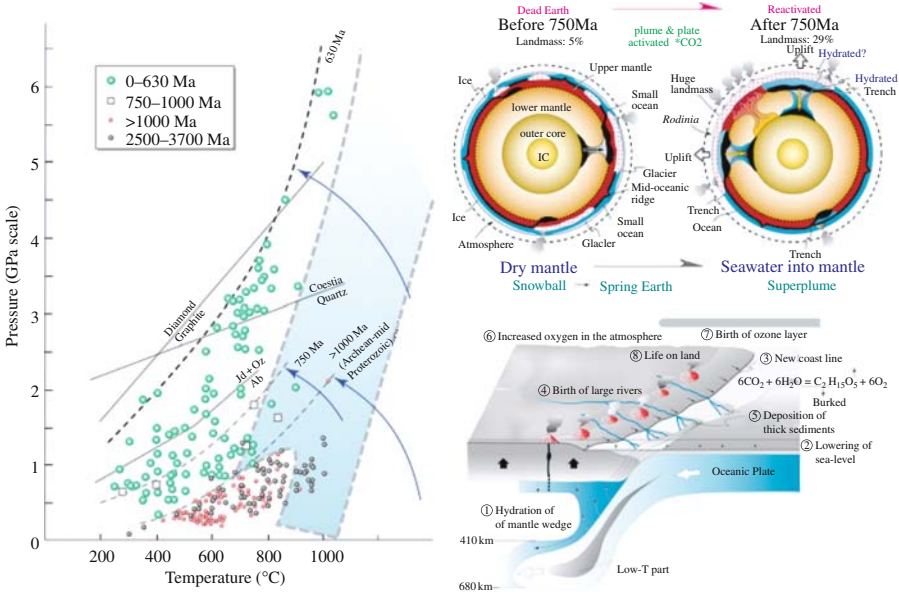 630 Ma
6
5
4
3
2
1
0
Pressure (GPa scale)
0–630 Ma
750–1000 Ma
>1000 Ma
2500–3700 Ma
Diamond
Graphite
Coestia
Quartz
Jd + Oz
Ab
750 Ma
>1000 Ma
(Archean-mid
Proterozoic)
200
400
600
800
1000
Temperature (°C)
Dead Earth
Before 750Ma
Landmass: 5%
plume & plate
activated *CO2
Reactivated
After 750Ma
Landmass: 29%
Ice
Upper mantle
Small
ocean
lower mantle
outer core
IC
Glacier
Mid-oceanic
ridge
Small
ocean
Glacler
Ice
Atmosphere
Uplift
Hydrated?
Hydrated
Trench
Huge
landmass
Rodinia
Uplift
Trench
Ocean
Trench
Dry mantle
Seawater into mantle
Snowball
Spring Earth
Superplume
⑥ Increased oxygen in the atmosphere
⑦ Birth of ozone layer
⑧ Life on land
③ New coast line
6CO₂ + 6H₂O = C₂ H₁₅O₅ + 6O₂
Burked
④ Birth of large rivers
⑤ Deposition of
thick sediments
② Lowering of
sea-level
Oceanic Plate
① Hydration of
of mantle wedge
410 km
Low-T part
680 km